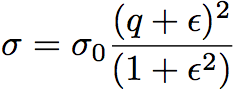 σ = σ₀ (q + ϵ)² / (1 + ϵ²)